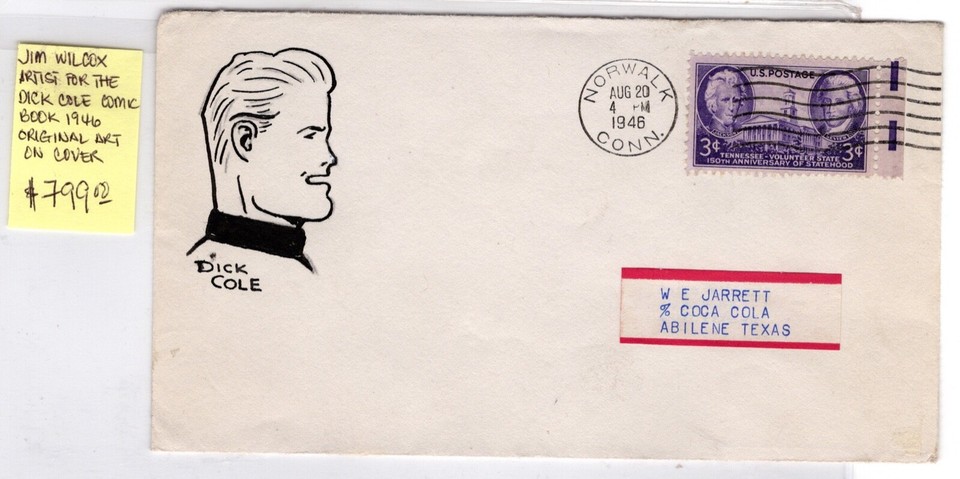 JIM WILCOX
ARTIST FOR THE
DICK COLE COMIC
BOOK 1946
ORIGINAL ART
ON COVER
$799.00
DICK
COLE
NORWALK
AUG 20
4 PM
1946
CONN.
U.S. POSTAGE
3¢ TENNESSEE - VOLUNTEER STATE 3¢
150TH ANNIVERSARY OF STATEHOOD
W E JARRETT
% COCA COLA
ABILENE TEXAS